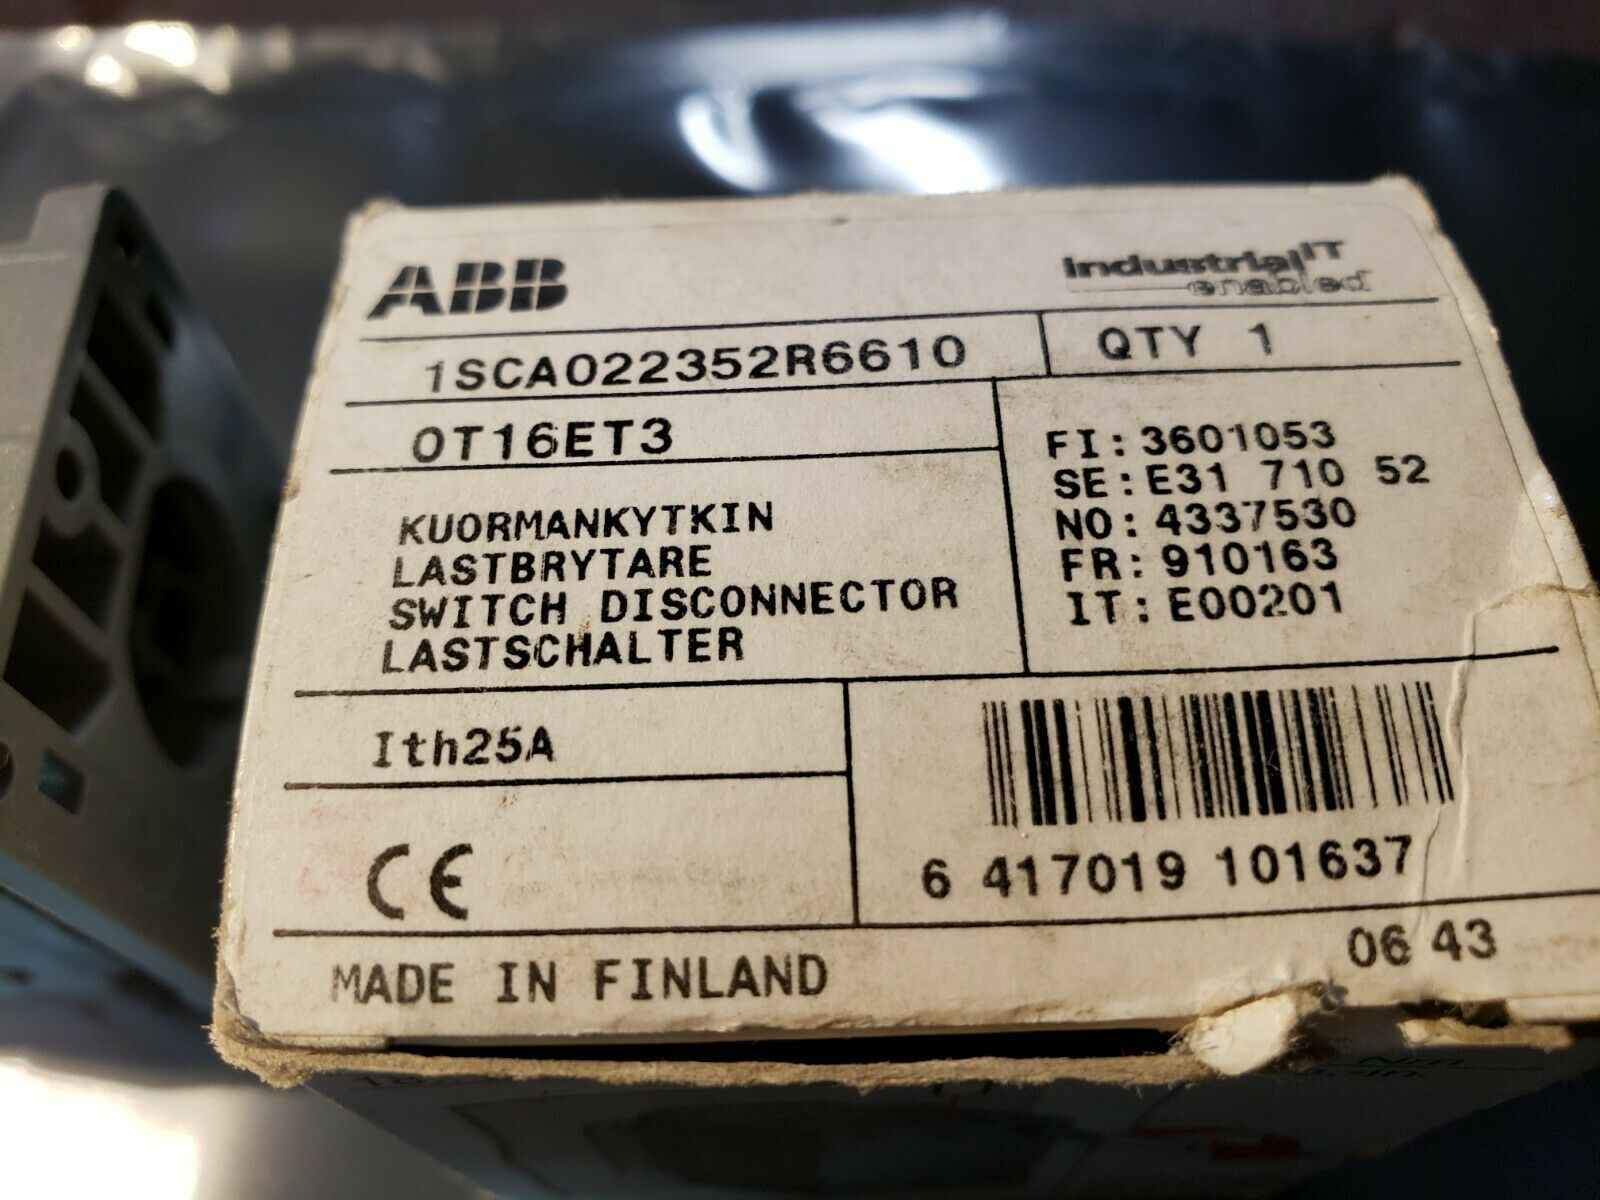 ABB
IndustrialIT
enabled
1SCA022352R6610
QTY 1
OT16ET3
KUORMANKYTKIN
LASTBRYTARE
SWITCH DISCONNECTOR
LASTSCHALTER
FI: 3601053
SE: E31 710 52
NO: 4337530
FR: 910163
IT: E00201
Ith25A
CE
6 417019 101637
MADE IN FINLAND
06 43